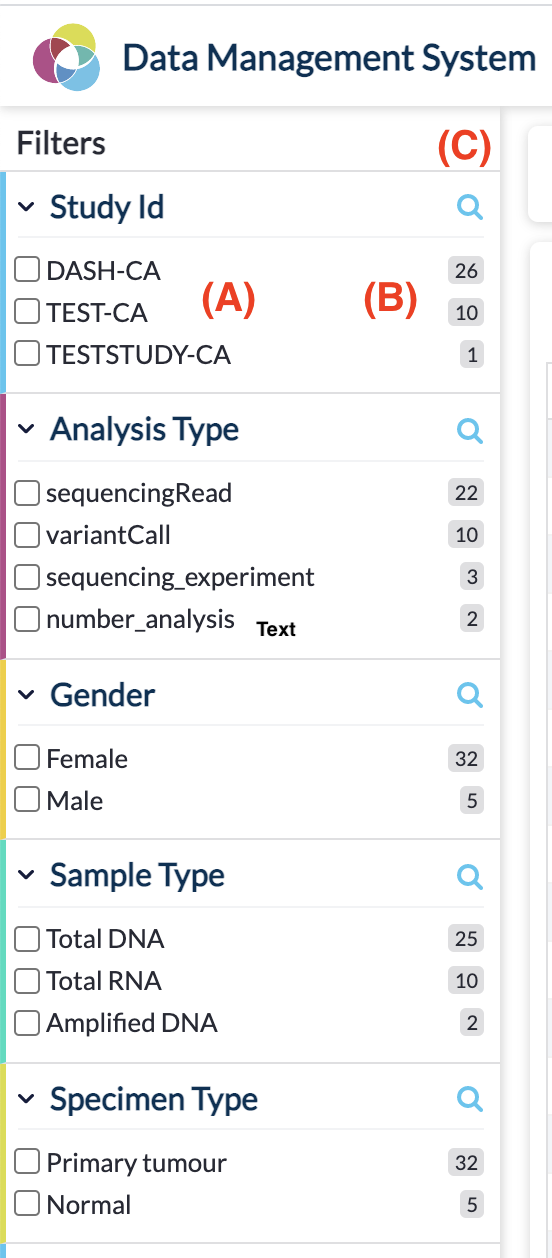 Data Management System
Filters (C)
Study Id
DASH-CA 26
(A) (B)
TEST-CA 10
TESTSTUDY-CA 1
Analysis Type
sequencingRead 22
variantCall 10
sequencing_experiment 3
number_analysis Text 2
Gender
Female 32
Male 5
Sample Type
Total DNA 25
Total RNA 10
Amplified DNA 2
Specimen Type
Primary tumour 32
Normal 5